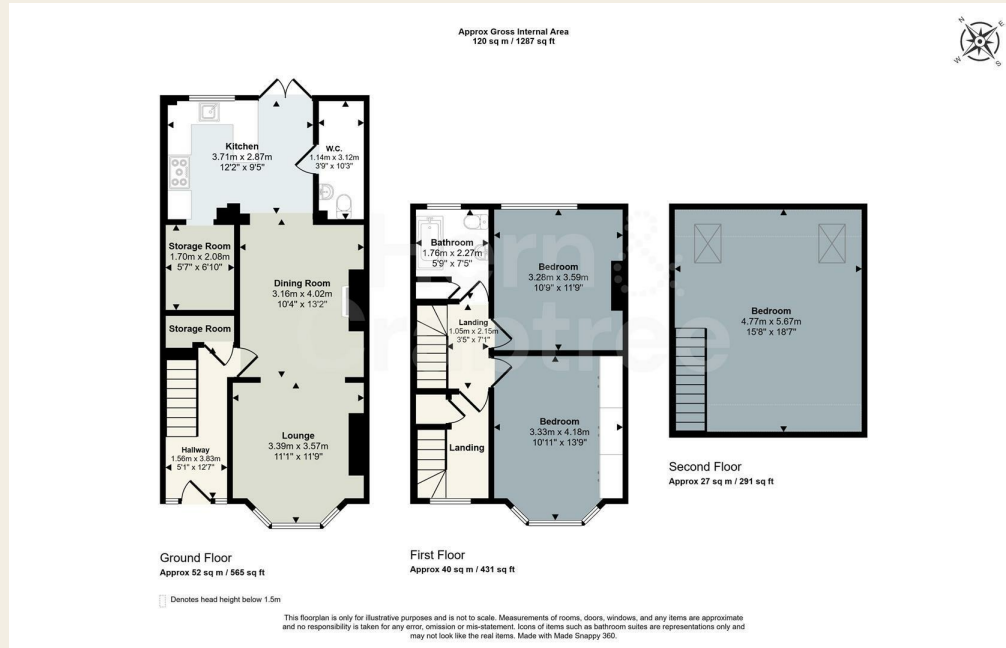 Approx Gross Internal Area
120 sq m / 1287 sq ft
N
E
S
W
Kitchen
3.71m x 2.87m
12'2" x 9'5"
W.C.
1.14m x 3.12m
3'9" x 10'3"
Storage Room
1.70m x 2.08m
5'7" x 6'10"
Dining Room
3.16m x 4.02m
10'4" x 13'2"
Storage Room
Lounge
3.39m x 3.57m
11'1" x 11'9"
Hallway
1.56m x 3.83m
5'1" x 12'7"
Ground Floor
Approx 52 sq m / 565 sq ft
Denotes head height below 1.5m
Bathroom
1.76m x 2.27m
5'9" x 7'5"
Bedroom
3.28m x 3.59m
10'9" x 11'9"
Landing
1.05m x 2.15m
3'5" x 7'1"
Bedroom
3.33m x 4.18m
10'11" x 13'9"
Landing
First Floor
Approx 40 sq m / 431 sq ft
Bedroom
4.77m x 5.67m
15'8" x 18'7"
Second Floor
Approx 27 sq m / 291 sq ft
Hern &
Crabtree
This floorplan is only for illustrative purposes and is not to scale. Measurements of rooms, doors, windows, and any items are approximate
and no responsibility is taken for any error, omission or mis-statement. Icons of items such as bathroom suites are representations only and
may not look like the real items. Made with Made Snappy 360.